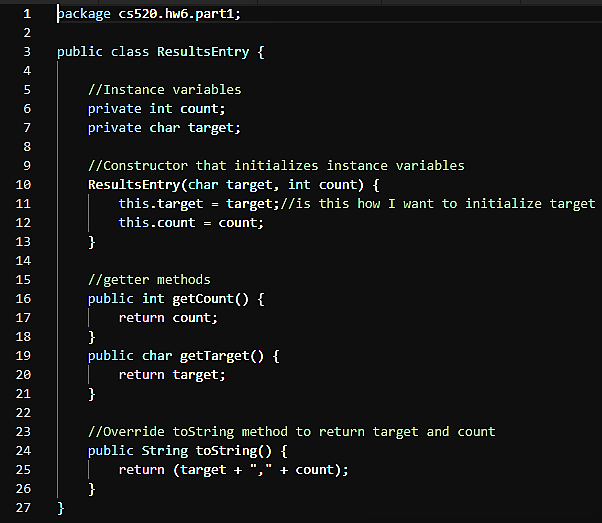 1 package cs520.hw6.part1;
2
3 public class ResultsEntry {
4
5 //Instance variables
6 private int count;
7 private char target;
8
9 //Constructor that initializes instance variables
10 ResultsEntry(char target, int count) {
11 this.target = target;//is this how I want to initialize target
12 this.count = count;
13 }
14
15 //getter methods
16 public int getCount() {
17 return count;
18 }
19 public char getTarget() {
20 return target;
21 }
22
23 //Override toString method to return target and count
24 public String toString() {
25 return (target + "," + count);
26 }
27 }